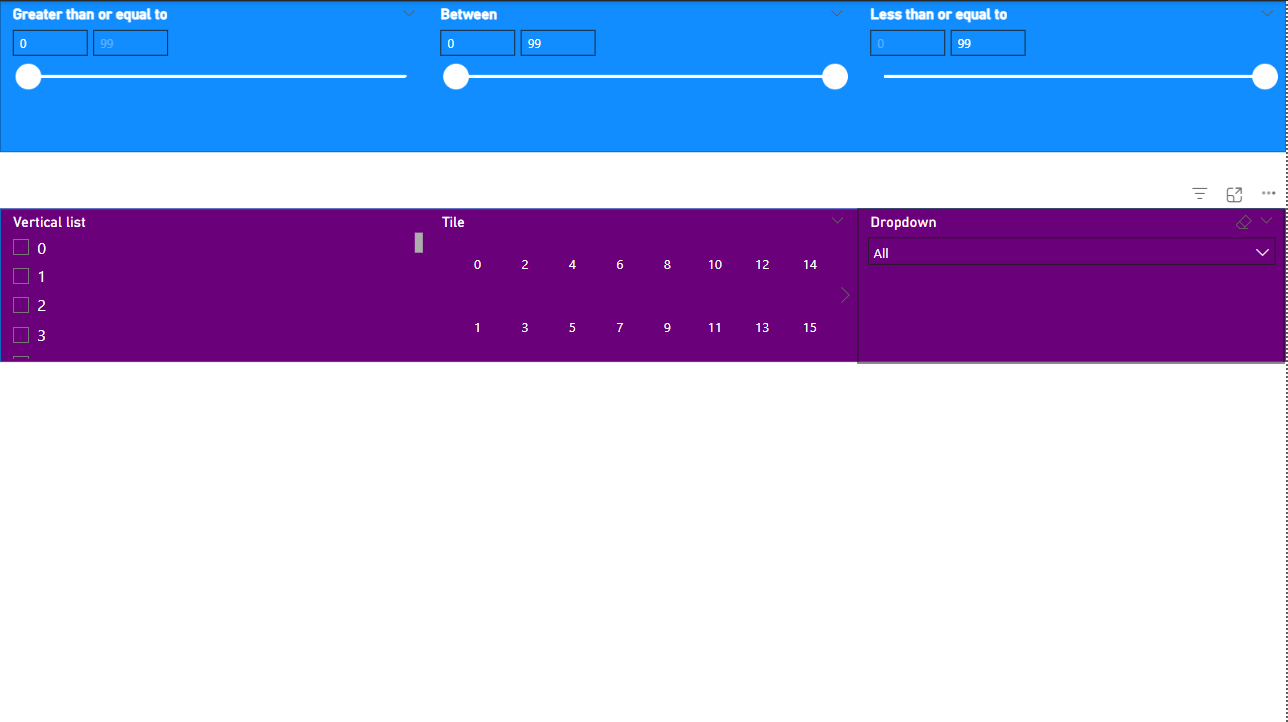 Greater than or equal to
0 99
Between
0 99
Less than or equal to
0 99
Vertical list
0
1
2
3
Tile
0 2 4 6 8 10 12 14
1 3 5 7 9 11 13 15
Dropdown
All